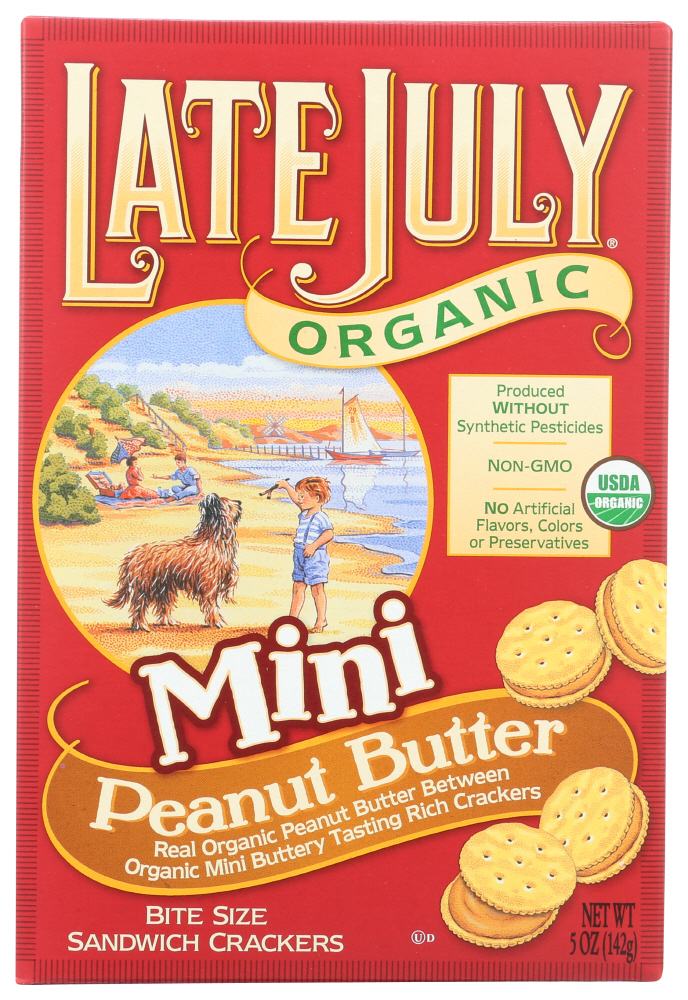 LATE JULY®
ORGANIC
Produced
WITHOUT
Synthetic Pesticides
NON-GMO
NO Artificial
Flavors, Colors
or Preservatives
USDA
ORGANIC
29
Mini
Peanut Butter
Real Organic Peanut Butter Between
Organic Mini Buttery Tasting Rich Crackers
BITE SIZE
SANDWICH CRACKERS
U D
NET WT
5 OZ (142g)